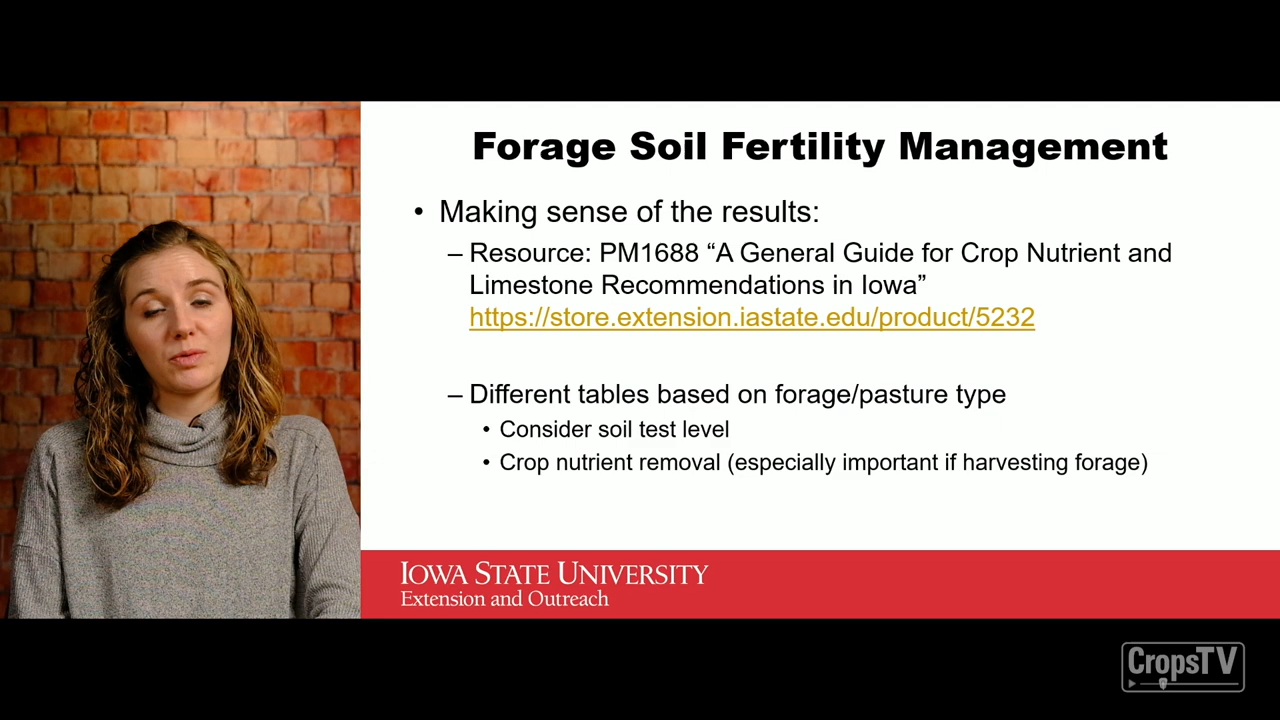 Forage Soil Fertility Management
• Making sense of the results:
– Resource: PM1688 “A General Guide for Crop Nutrient and
Limestone Recommendations in Iowa”
https://store.extension.iastate.edu/product/5232
– Different tables based on forage/pasture type
• Consider soil test level
• Crop nutrient removal (especially important if harvesting forage)
IOWA STATE UNIVERSITY
Extension and Outreach
CropsTV